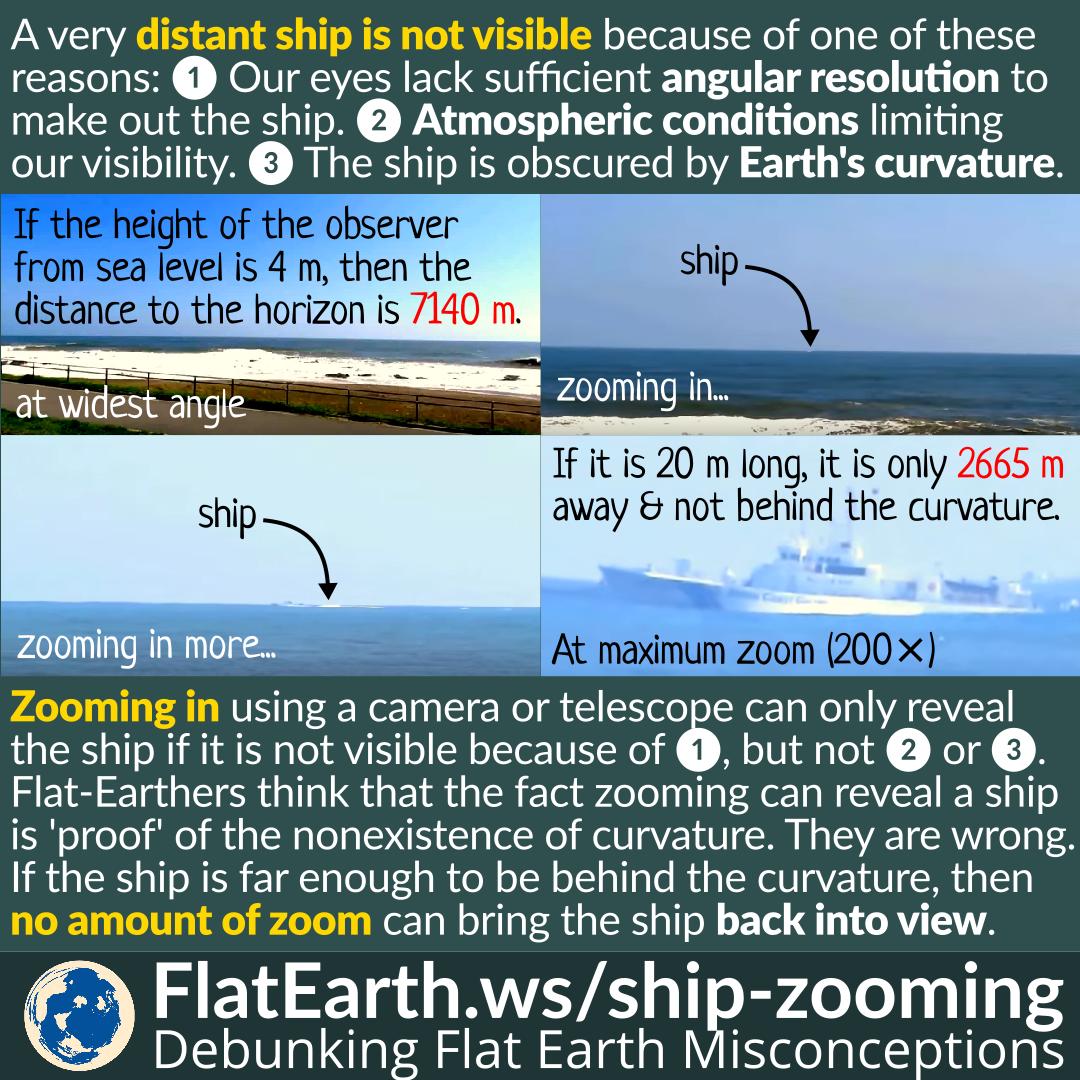 A very distant ship is not visible because of one of these
reasons: 1 Our eyes lack sufficient angular resolution to
make out the ship. 2 Atmospheric conditions limiting
our visibility. 3 The ship is obscured by Earth's curvature.
If the height of the observer
from sea level is 4 m, then the
distance to the horizon is 7140 m.
at widest angle
ship
zooming in...
ship
zooming in more...
If it is 20 m long, it is only 2665 m
away & not behind the curvature.
At maximum zoom (200×)
Zooming in using a camera or telescope can only reveal
the ship if it is not visible because of 1, but not 2 or 3.
Flat-Earthers think that the fact zooming can reveal a ship
is 'proof' of the nonexistence of curvature. They are wrong.
If the ship is far enough to be behind the curvature, then
no amount of zoom can bring the ship back into view.
FlatEarth.ws/ship-zooming
Debunking Flat Earth Misconceptions